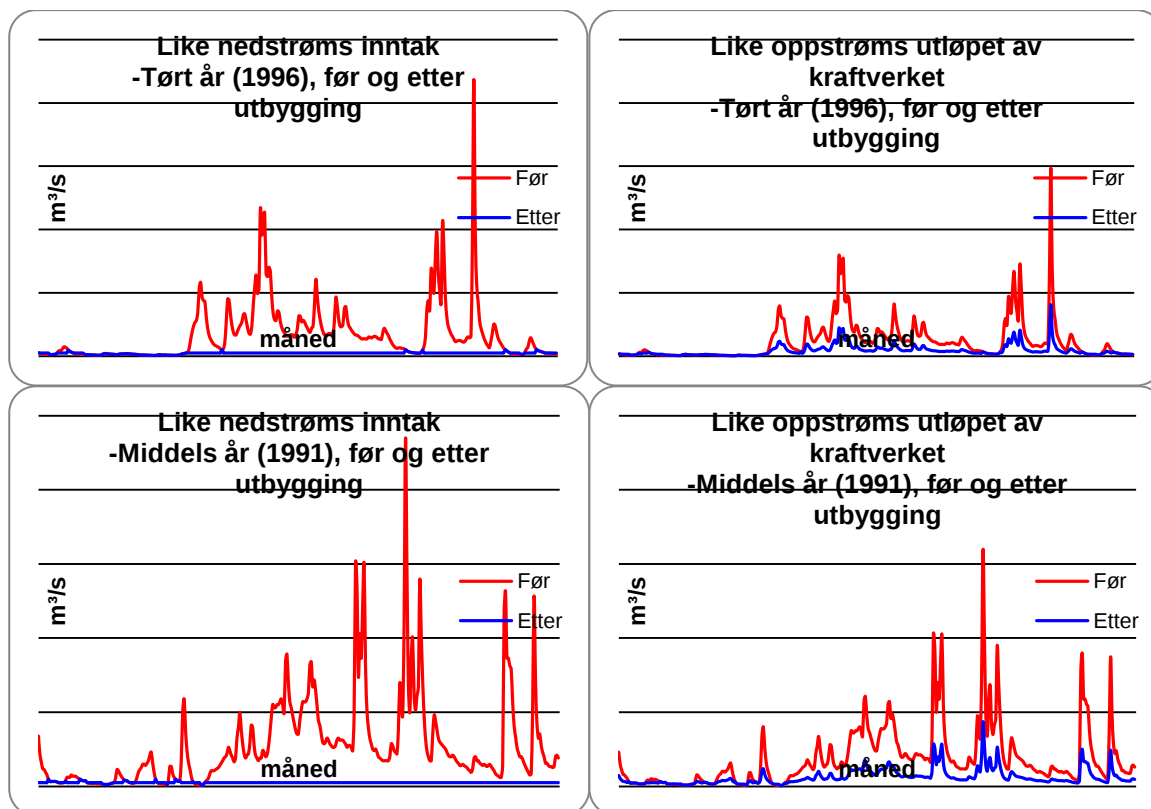 Like nedstrøms inntak
-Tørt år (1996), før og etter
utbygging
m³/s
Før
Etter
måned
Like oppstrøms utløpet av
kraftverket
-Tørt år (1996), før og etter
utbygging
m³/s
Før
Etter
måned
Like nedstrøms inntak
-Middels år (1991), før og etter
utbygging
m³/s
Før
Etter
måned
Like oppstrøms utløpet av
kraftverket
-Middels år (1991), før og etter
utbygging
m³/s
Før
Etter
måned